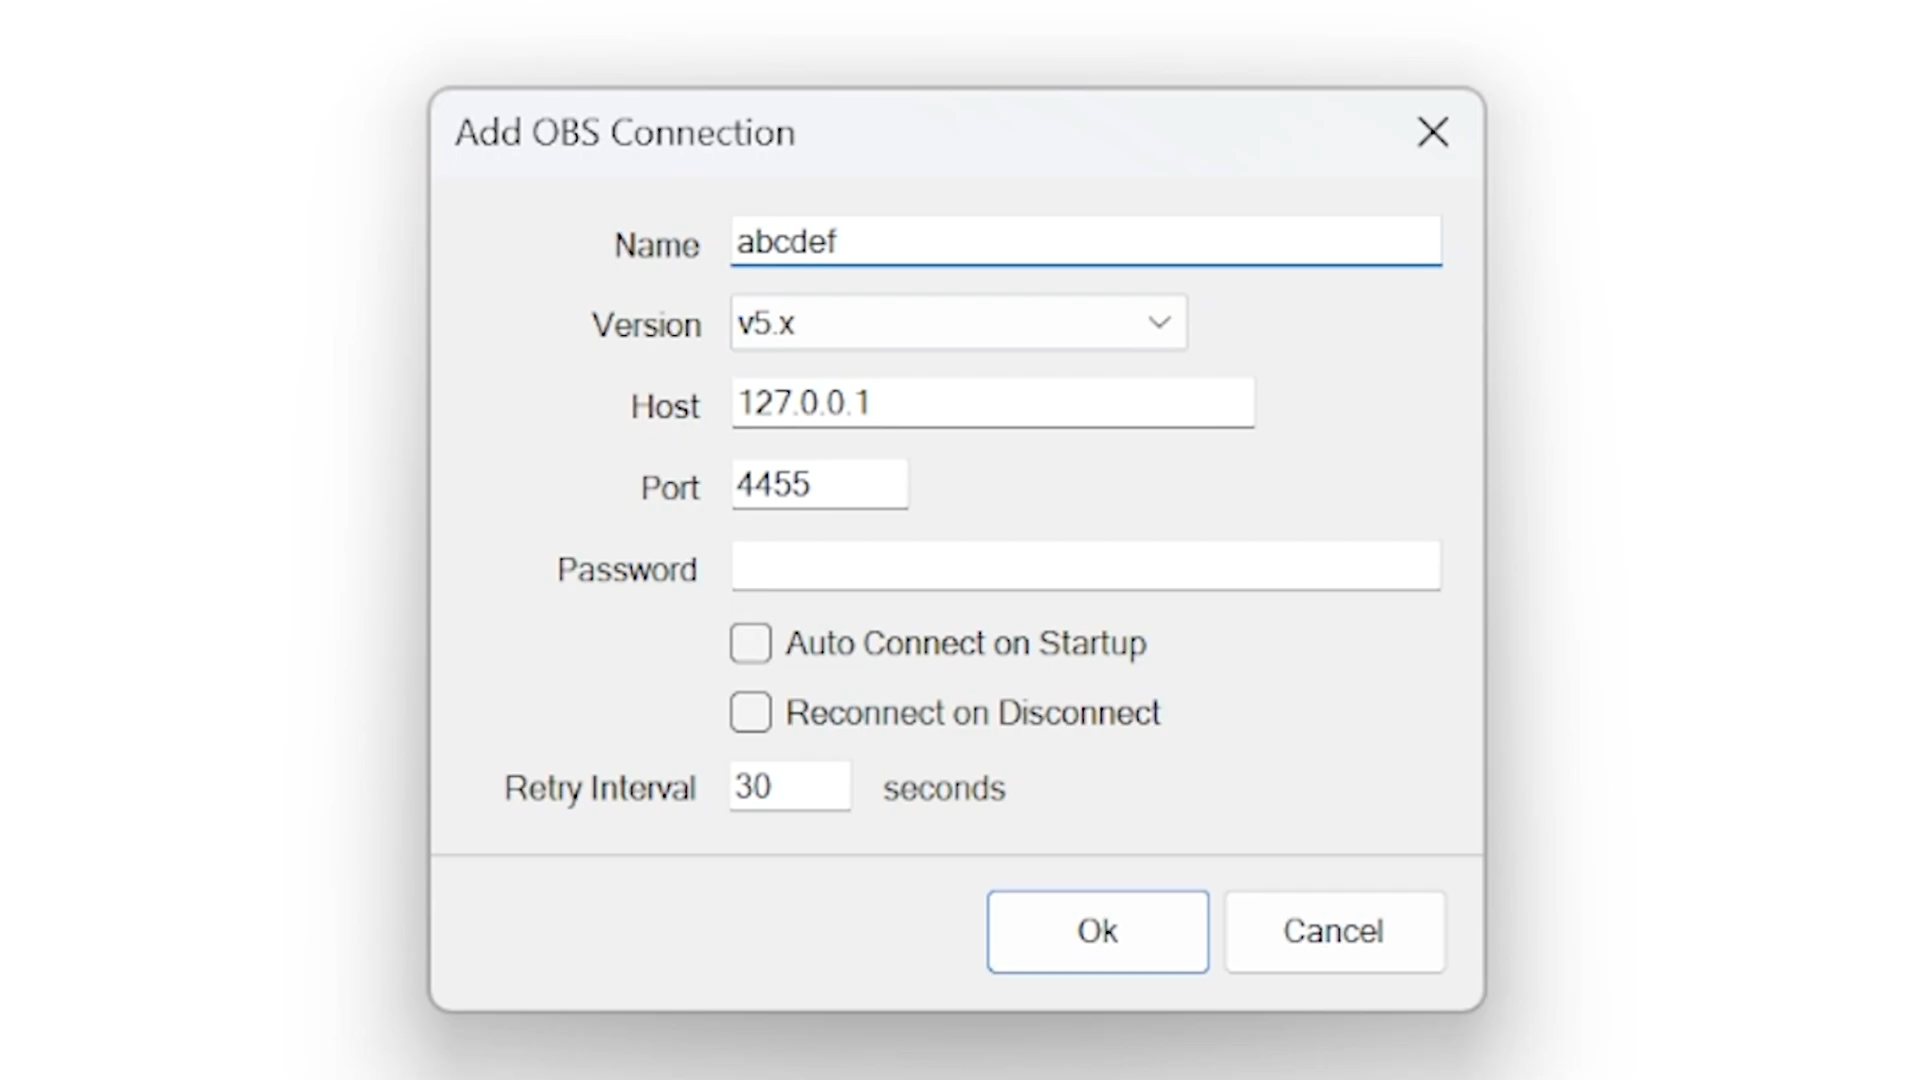 Add OBS Connection
Name abcdef
Version v5.x
Host 127.0.0.1
Port 4455
Password
Auto Connect on Startup
Reconnect on Disconnect
Retry Interval 30 seconds
Ok Cancel